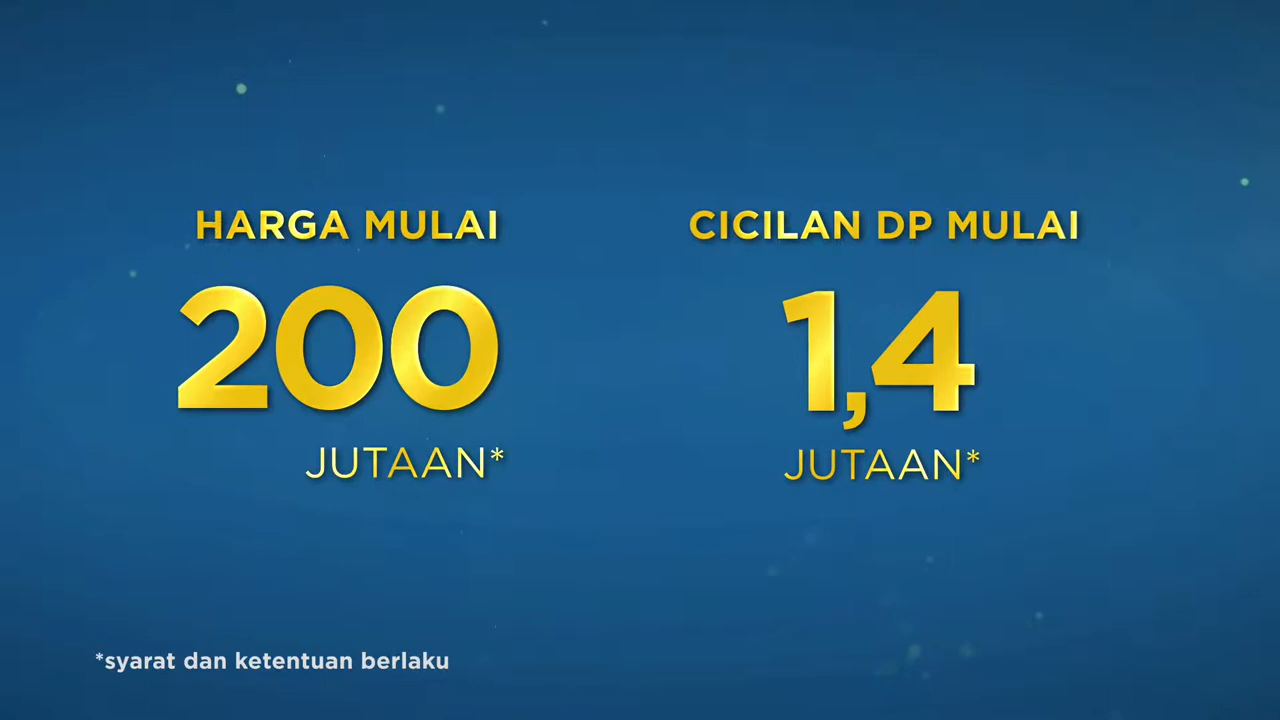 HARGA MULAI
200
JUTAAN*
CICILAN DP MULAI
1,4
JUTAAN*
*syarat dan ketentuan berlaku